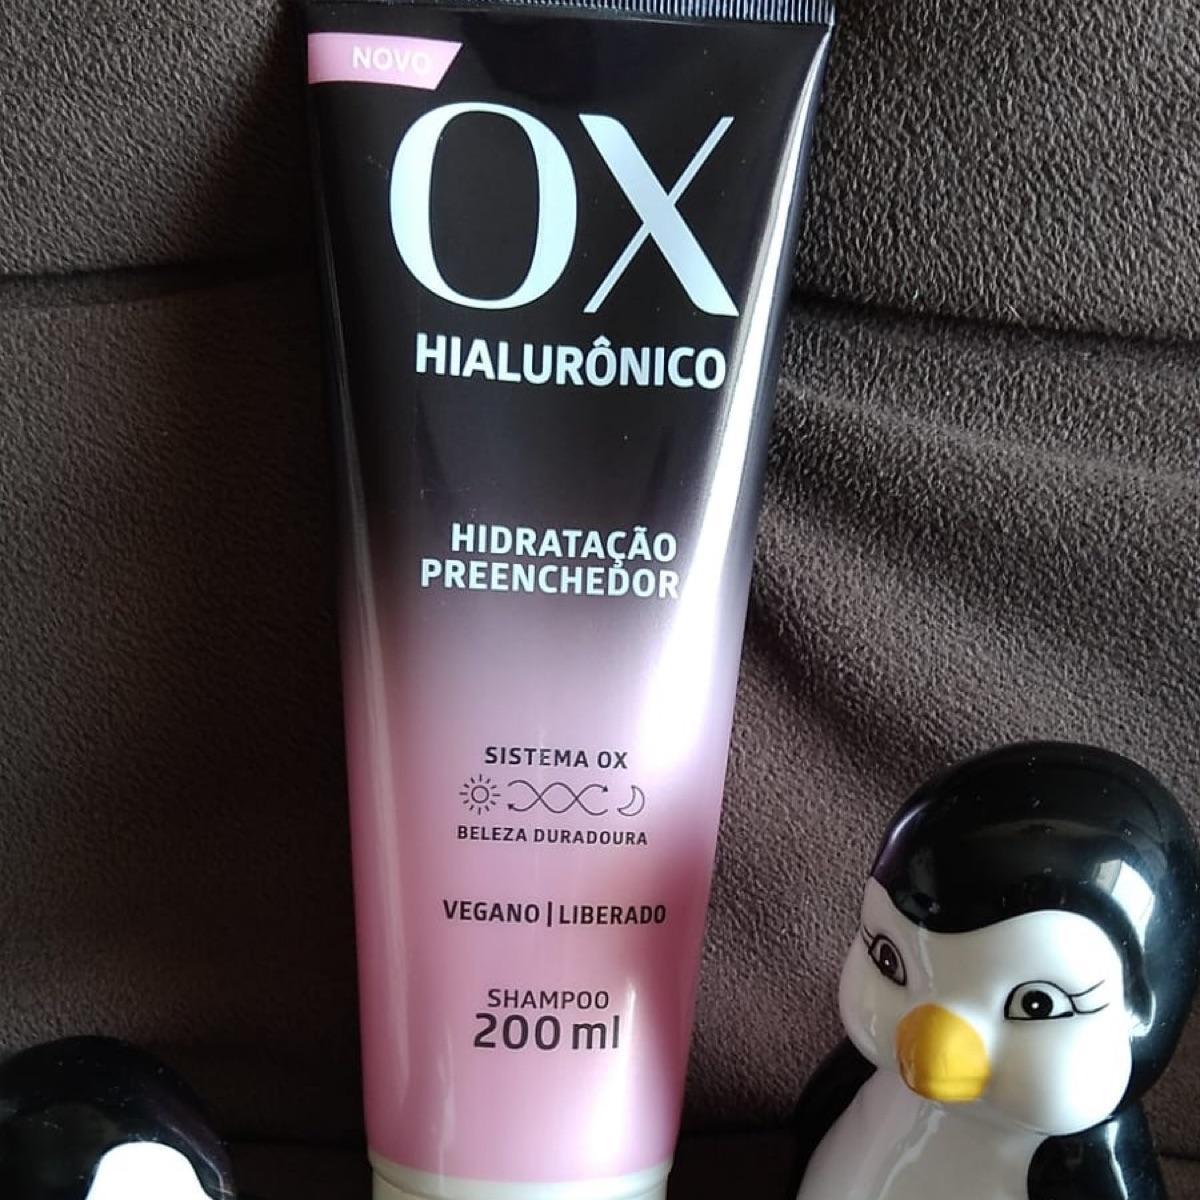 NOVO
OX
HIALURÔNICO
HIDRATAÇÃO
PREENCHEDOR
SISTEMA OX
BELEZA DURADOURA
VEGANO | LIBERADO
SHAMPOO
200 ml